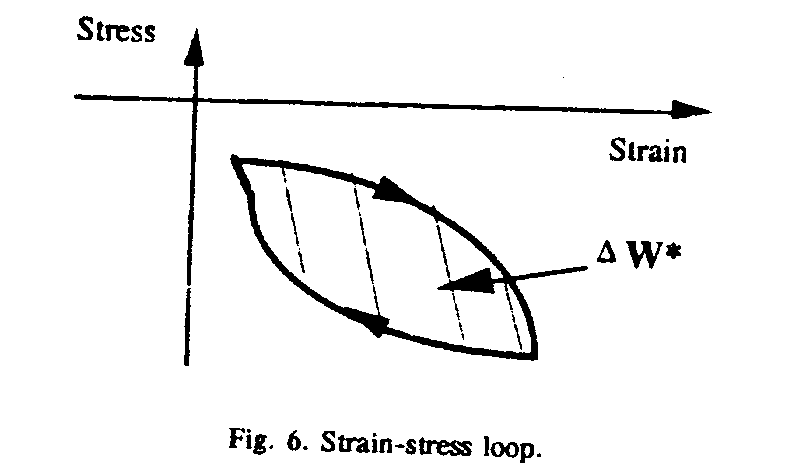 Stress
Strain
Δ W*
Fig. 6. Strain-stress loop.